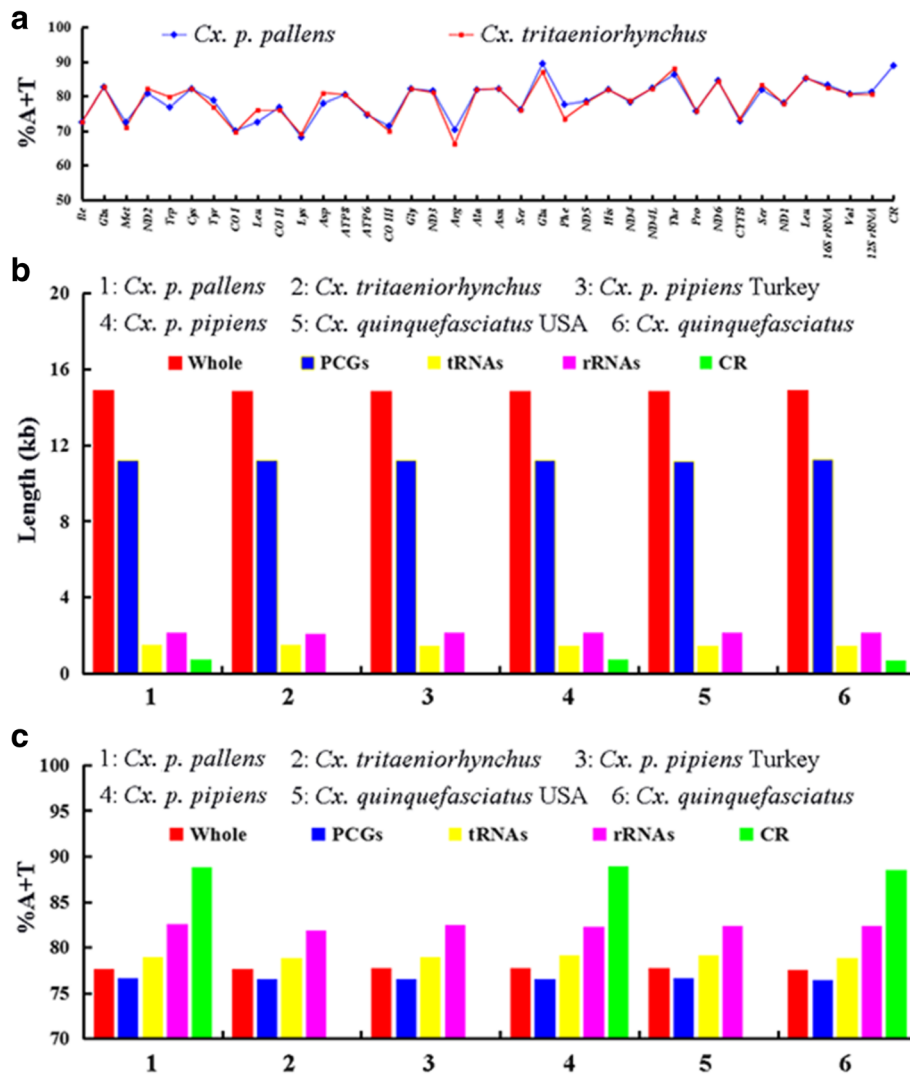 a
Cx. p. pallens
Cx. tritaeniorhynchus
%A+T
100
90
80
70
60
50
Ile Gln Met ND2 Trp Cys Tyr CO I Leu CO II Lys Asp ATP8 ATP6 CO III Gly ND3 Arg Ala Asn Ser Glu Phe ND5 His ND4 ND4L Thr Pro ND6 CYTB Ser ND1 Leu 16S rRNA Val 12S rRNA CR
b
1: Cx. p. pallens 2: Cx. tritaeniorhynchus 3: Cx. p. pipiens Turkey
4: Cx. p. pipiens 5: Cx. quinquefasciatus USA 6: Cx. quinquefasciatus
Whole PCGs tRNAs rRNAs CR
Length (kb)
20
16
12
8
4
0
1 2 3 4 5 6
c
1: Cx. p. pallens 2: Cx. tritaeniorhynchus 3: Cx. p. pipiens Turkey
4: Cx. p. pipiens 5: Cx. quinquefasciatus USA 6: Cx. quinquefasciatus
Whole PCGs tRNAs rRNAs CR
%A+T
100
95
90
85
80
75
70
1 2 3 4 5 6